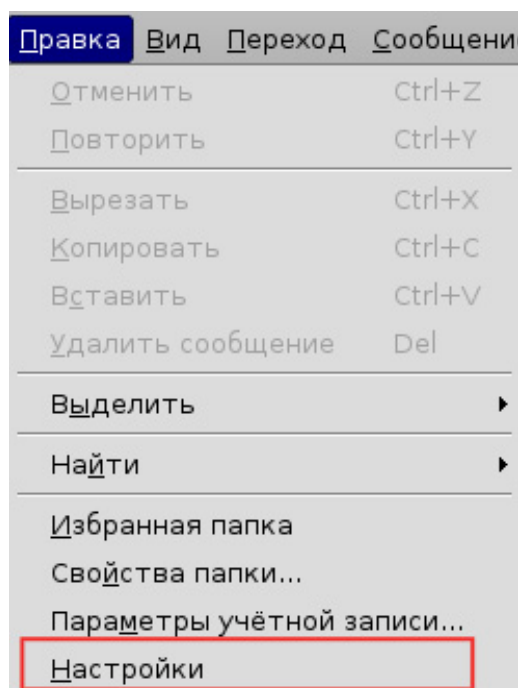 Правка Вид Переход Сообщени
Отменить Ctrl+Z
Повторить Ctrl+Y
Вырезать Ctrl+X
Копировать Ctrl+C
Вставить Ctrl+V
Удалить сообщение Del
Выделить
Найти
Избранная папка
Свойства папки...
Параметры учётной записи...
Настройки